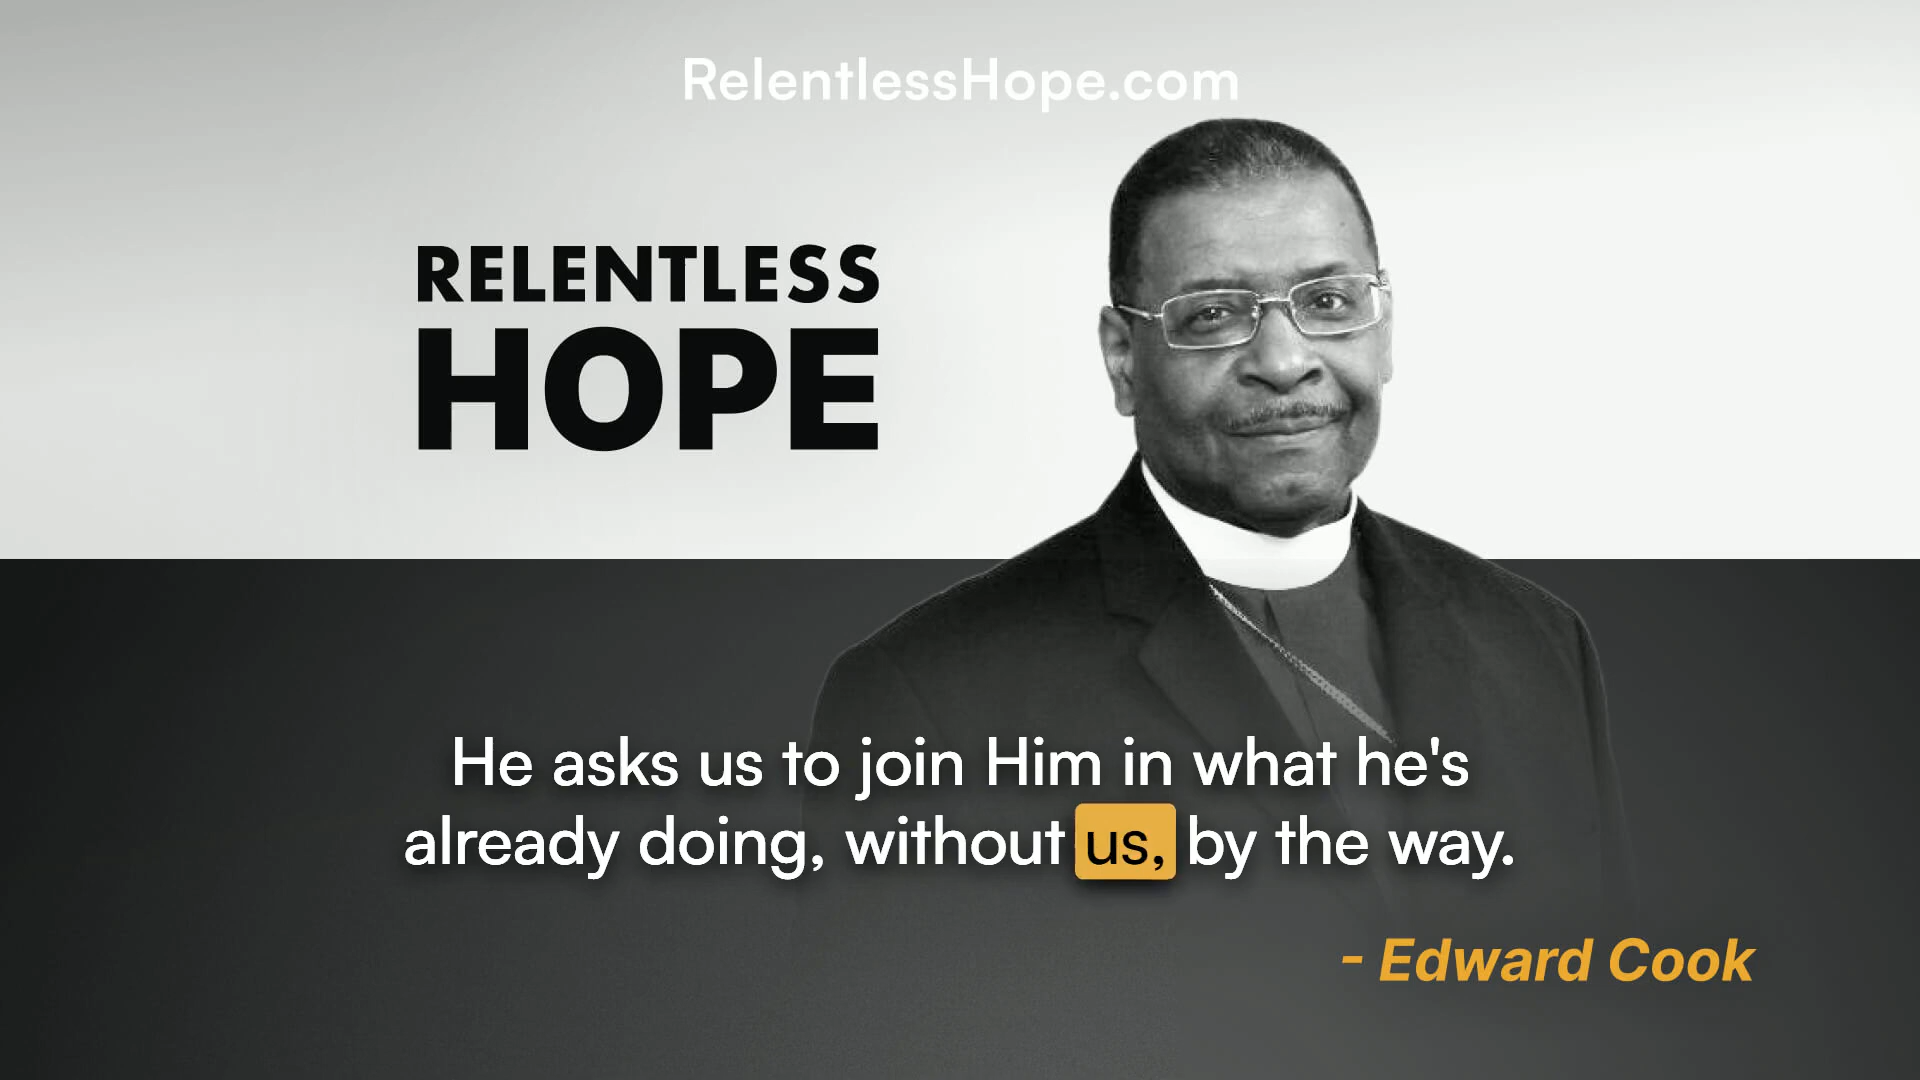 RelentlessHope.com
RELENTLESS
HOPE
He asks us to join Him in what he's
already doing, without us, by the way.
- Edward Cook